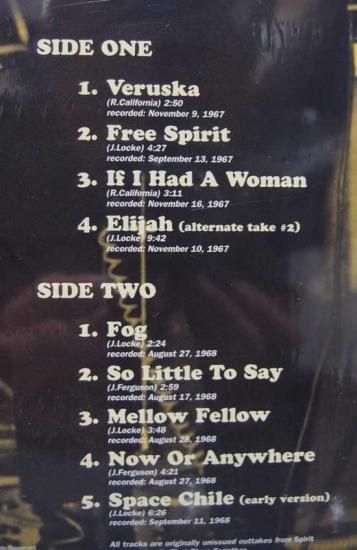 SIDE ONE
1. Veruska
(R.California) 2:50
recorded: November 9, 1967
2. Free Spirit
(J.Locke) 4:27
recorded: September 13, 1967
3. If I Had A Woman
(R.California) 3:11
recorded: November 16, 1967
4. Elijah (alternate take #2)
(J.Locke) 9:42
recorded: November 10, 1967
SIDE TWO
1. Fog
(J.Locke) 2:24
recorded: August 27, 1968
2. So Little To Say
(J.Ferguson) 2:59
recorded: August 17, 1968
3. Mellow Fellow
(J.Locke) 3:48
recorded: August 28, 1968
4. Now Or Anywhere
(J.Ferguson) 4:21
recorded: August 27, 1968
5. Space Chile (early version)
(J.Locke) 6:26
recorded: September 11, 1968
All tracks are originally unissued outtakes from Spirit